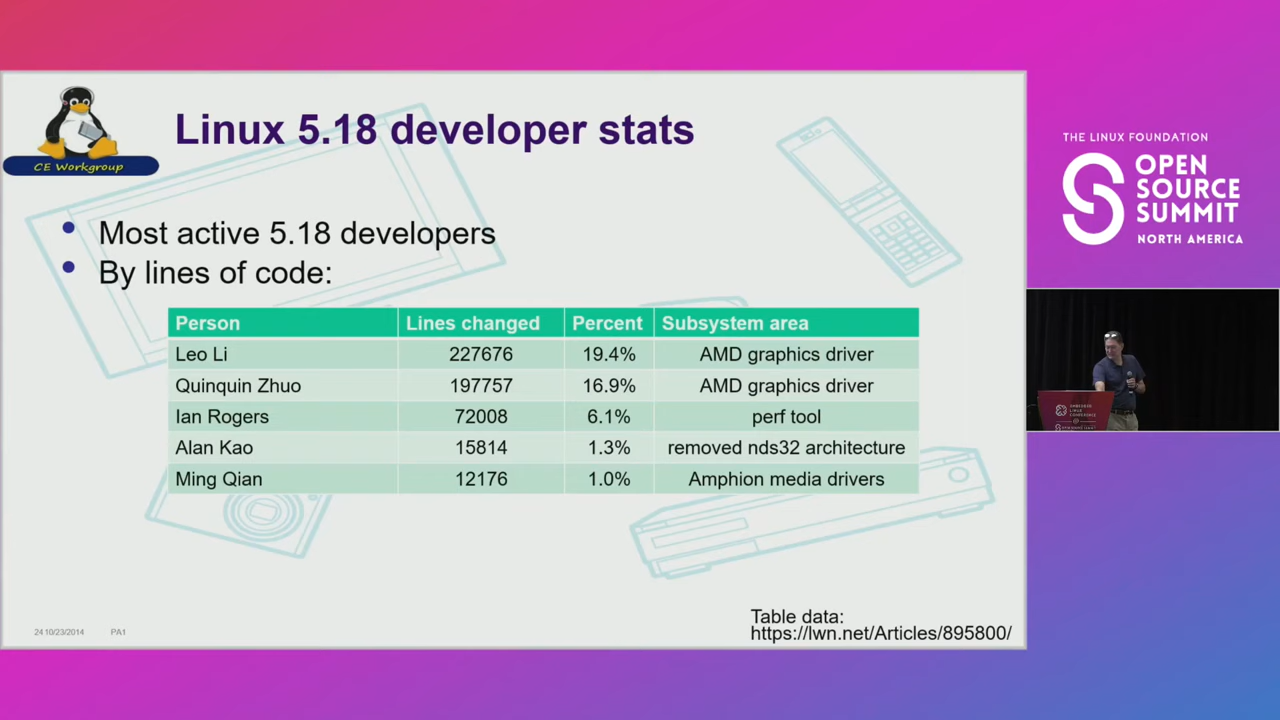 CE Workgroup
Linux 5.18 developer stats
• Most active 5.18 developers
• By lines of code:
Person Lines changed Percent Subsystem area
Leo Li 227676 19.4% AMD graphics driver
Quinquin Zhuo 197757 16.9% AMD graphics driver
Ian Rogers 72008 6.1% perf tool
Alan Kao 15814 1.3% removed nds32 architecture
Ming Qian 12176 1.0% Amphion media drivers
Table data:
https://lwn.net/Articles/895800/
24 10/23/2014 PA1
THE LINUX FOUNDATION
OPEN
SOURCE
SUMMIT
NORTH AMERICA
EMBEDDED
LINUX
CONFERENCE